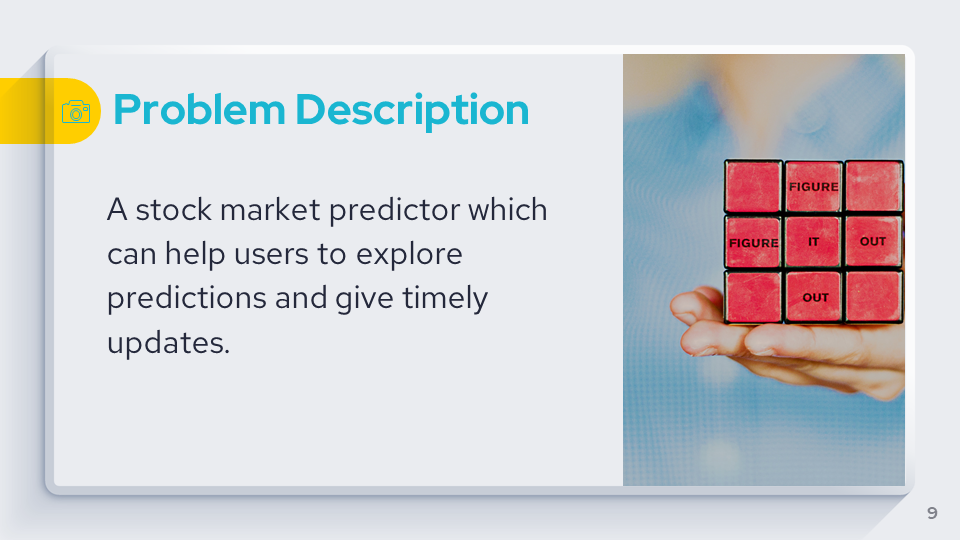 Problem Description
A stock market predictor which
can help users to explore
predictions and give timely
updates.
FIGURE
FIGURE IT OUT
OUT
9